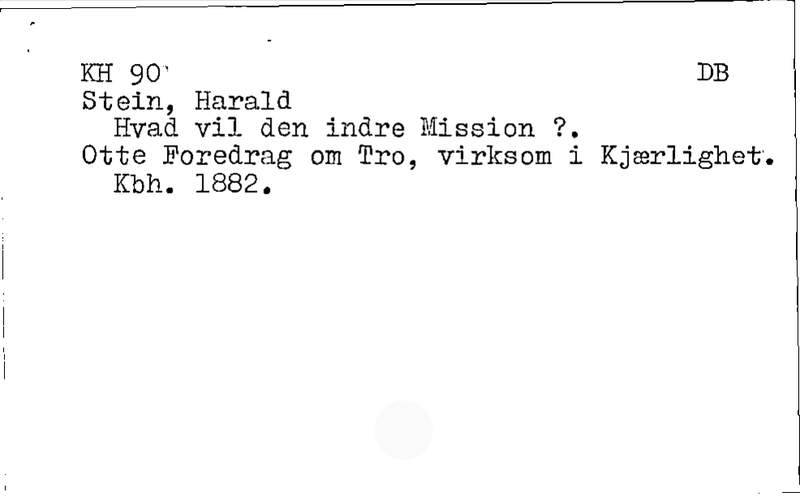 KH 90 DB
Stein, Harald
Hvad vil den indre Mission ?.
Otte Foredrag om Tro, virksom i Kjærlighet.
Kbh. 1882.